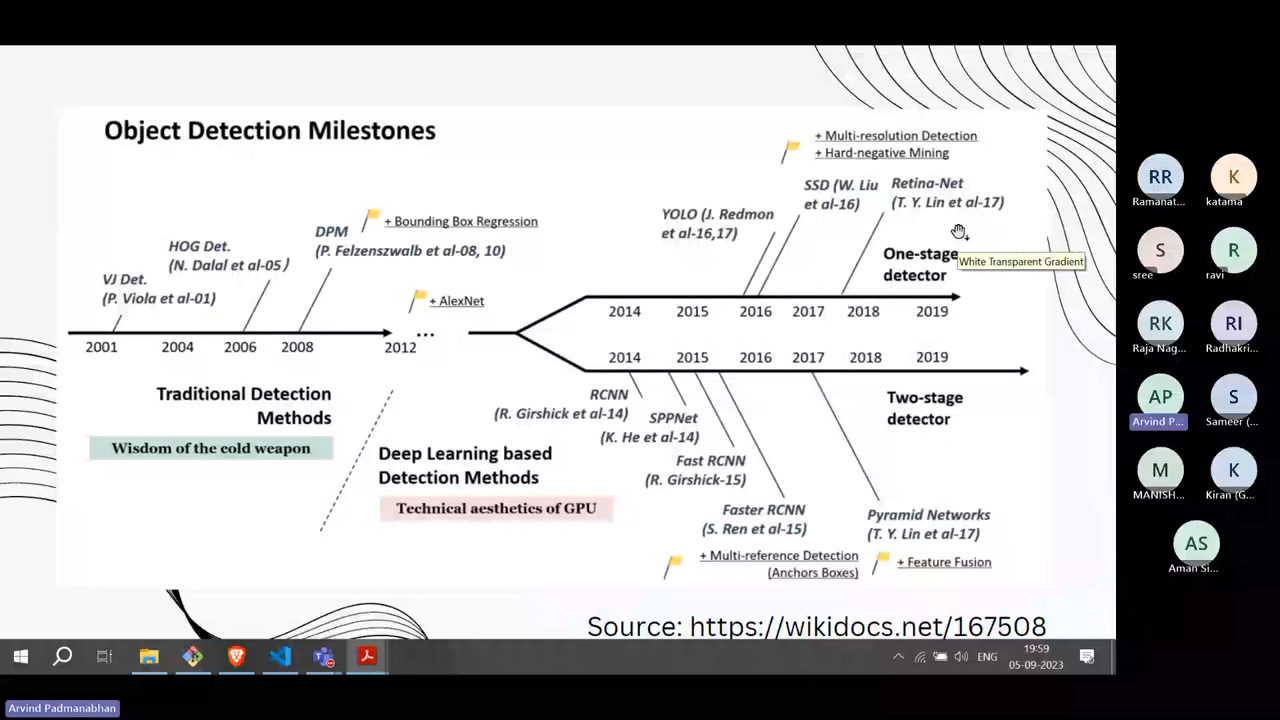 Object Detection Milestones
+ Multi-resolution Detection
+ Hard-negative Mining
SSD (W. Liu
et al-16)
Retina-Net
(T. Y. Lin et al-17)
YOLO (J. Redmon
et al-16,17)
DPM
(P. Felzenszwalb et al-08, 10)
+ Bounding Box Regression
HOG Det.
(N. Dalal et al-05)
VJ Det.
(P. Viola et al-01)
+ AlexNet
...
One-stage
detector
White Transparent Gradient
2014 2015 2016 2017 2018 2019
2001 2004 2006 2008 2012
2014 2015 2016 2017 2018 2019
Traditional Detection
Methods
Wisdom of the cold weapon
Deep Learning based
Detection Methods
Technical aesthetics of GPU
RCNN
(R. Girshick et al-14)
SPPNet
(K. He et al-14)
Fast RCNN
(R. Girshick-15)
Faster RCNN
(S. Ren et al-15)
+ Multi-reference Detection
(Anchors Boxes)
Two-stage
detector
Pyramid Networks
(T. Y. Lin et al-17)
+ Feature Fusion
Source: https://wikidocs.net/167508
RR
Ramanat...
K
katama
S
sree
R
ravi
RK
Raja Nag...
RI
Radhakri...
AP
Arvind P...
S
Sameer (...
M
MANISH...
K
Kiran (G...
AS
Aman Si...
ENG
19:59
05-09-2023
Arvind Padmanabhan